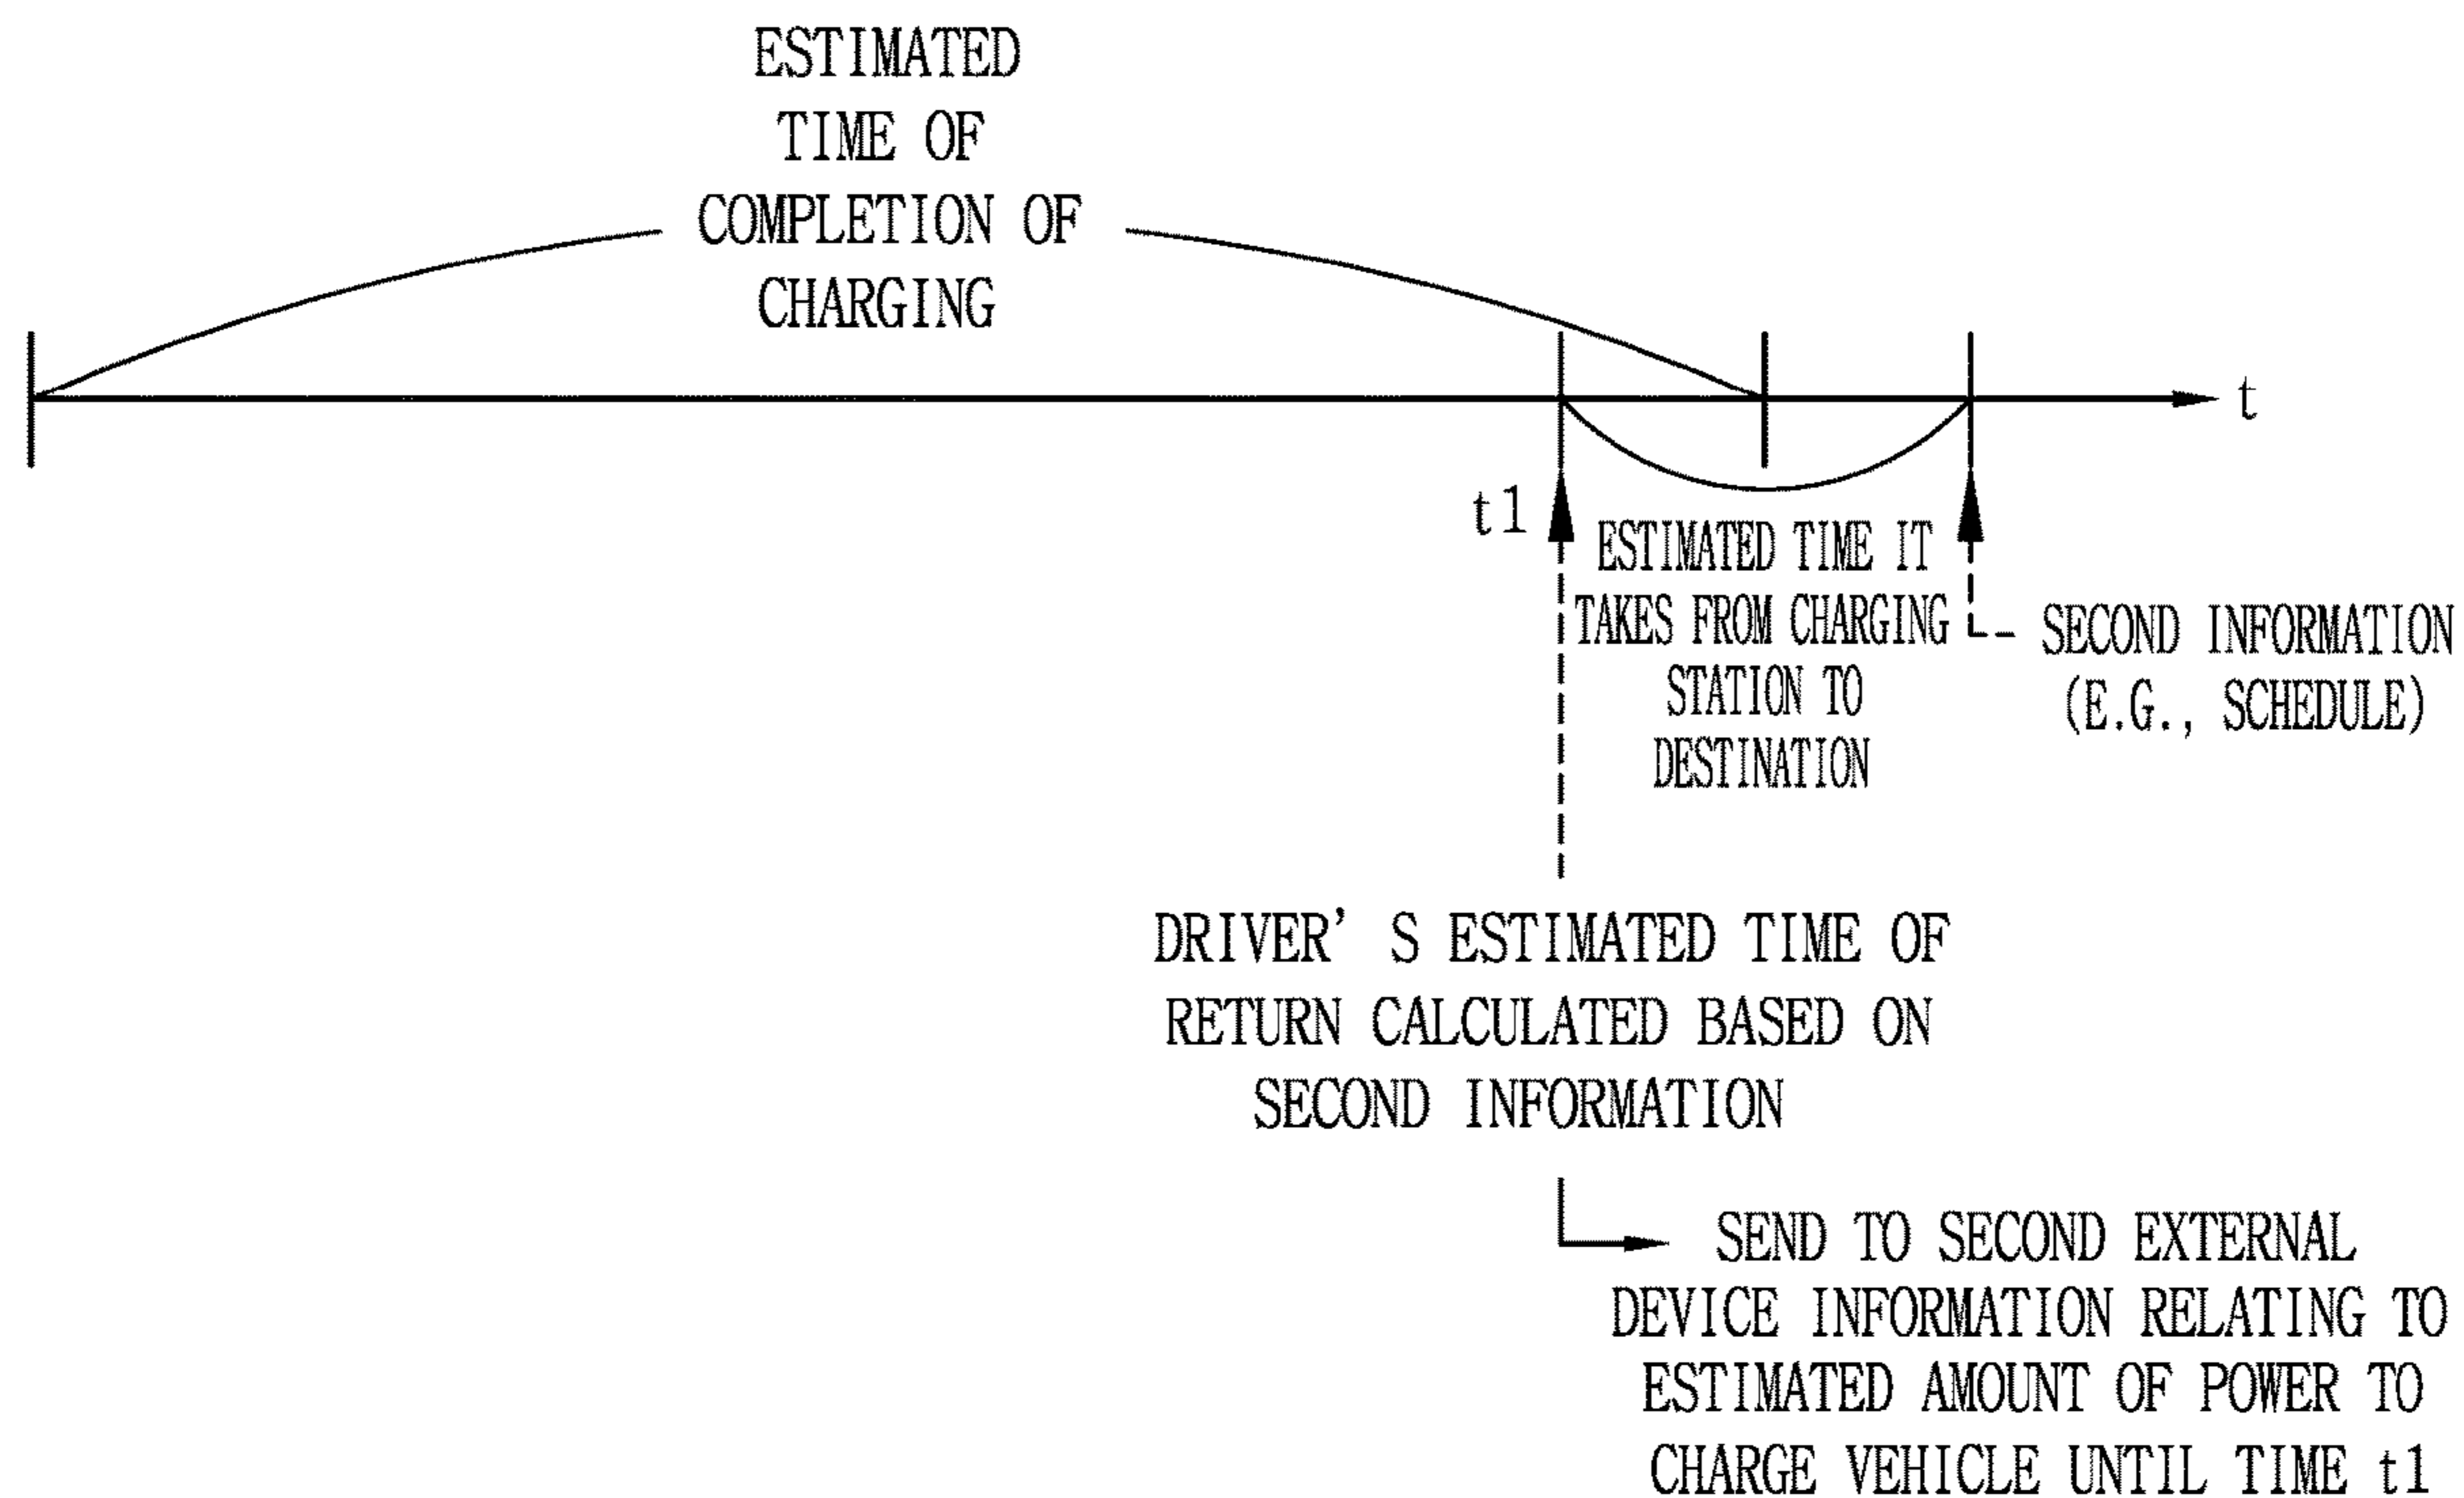 ESTIMATED
TIME OF
COMPLETION OF
CHARGING
t
t1
ESTIMATED TIME IT
TAKES FROM CHARGING
STATION TO
DESTINATION
SECOND INFORMATION
(E.G., SCHEDULE)
DRIVER' S ESTIMATED TIME OF
RETURN CALCULATED BASED ON
SECOND INFORMATION
SEND TO SECOND EXTERNAL
DEVICE INFORMATION RELATING TO
ESTIMATED AMOUNT OF POWER TO
CHARGE VEHICLE UNTIL TIME t1